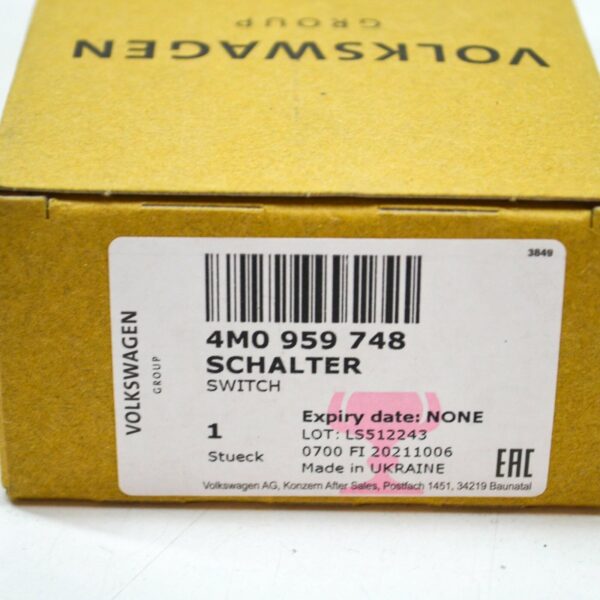 VOLKSWAGEN
GROUP
3849
VOLKSWAGEN
GROUP
4M0 959 748
SCHALTER
SWITCH
1
Stueck
Expiry date: NONE
LOT: LS512243
0700 FI 20211006
Made in UKRAINE
EAC
Volkswagen AG, Konzern After Sales, Postfach 1451, 34219 Baunatal